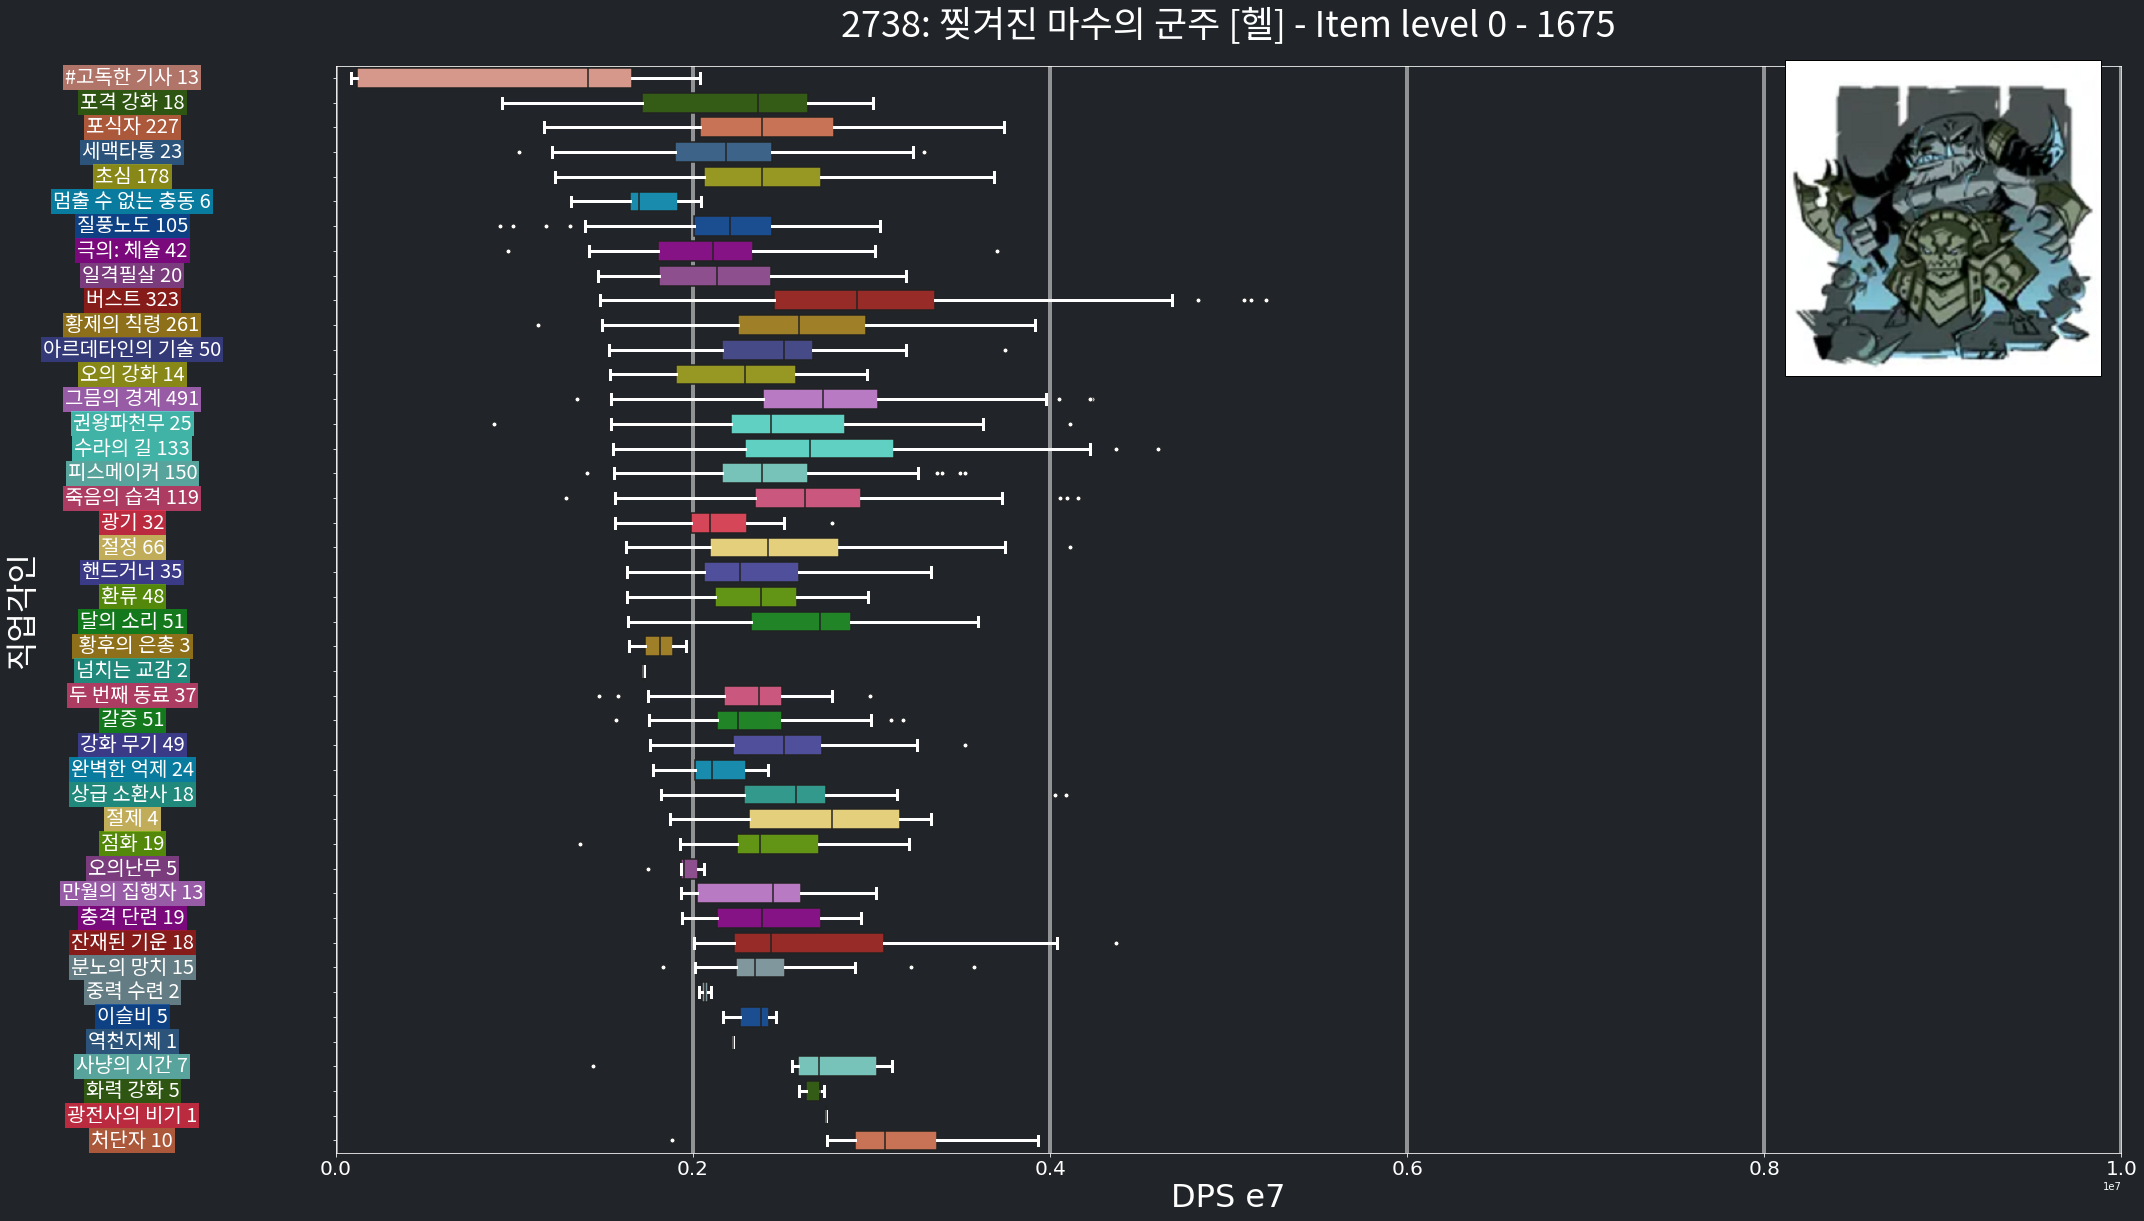 2738: 찢겨진 마수의 군주 [헬] - Item level 0 - 1675
#고독한 기사 13
포격 강화 18
포식자 227
세맥타통 23
초심 178
멈출 수 없는 충동 6
질풍노도 105
극의: 체술 42
일격필살 20
버스트 323
황제의 칙령 261
아르데타인의 기술 50
오의 강화 14
그믐의 경계 491
권왕파천무 25
수라의 길 133
피스메이커 150
죽음의 습격 119
광기 32
절정 66
핸드거너 35
환류 48
달의 소리 51
황후의 은총 3
넘치는 교감 2
두 번째 동료 37
갈증 51
강화 무기 49
완벽한 억제 24
상급 소환사 18
절제 4
점화 19
오의난무 5
만월의 집행자 13
충격 단련 19
잔재된 기운 18
분노의 망치 15
중력 수련 2
이슬비 5
역천지체 1
사냥의 시간 7
화력 강화 5
광전사의 비기 1
처단자 10
직업각인
0.0 0.2 0.4 0.6 0.8 1.0
1e7
DPS e7